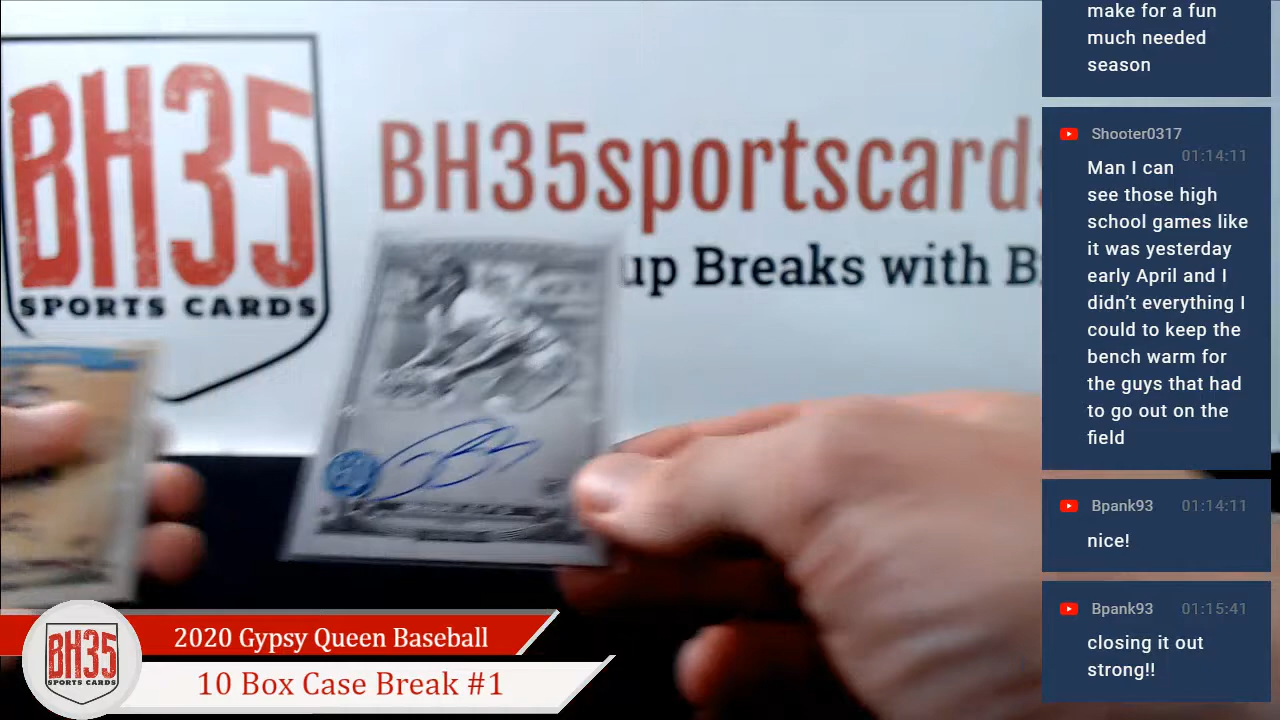 BH35
SPORTS CARDS
BH35sportscards
up Breaks with B
make for a fun
much needed
season
Shooter0317
01:14:11
Man I can
see those high
school games like
it was yesterday
early April and I
didn't everything I
could to keep the
bench warm for
the guys that had
to go out on the
field
Bpank93 01:14:11
nice!
Bpank93 01:15:41
closing it out
strong!!
BH35
SPORTS CARDS
2020 Gypsy Queen Baseball
10 Box Case Break #1